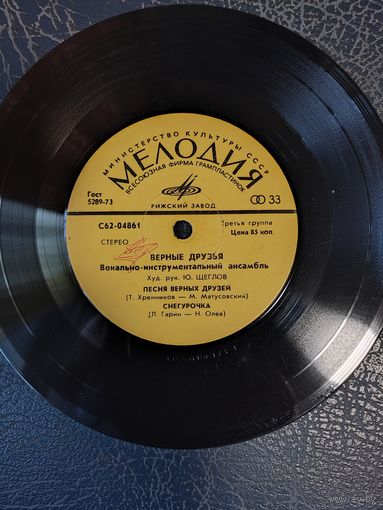 МИНИСТЕРСТВО КУЛЬТУРЫ СССР
МЕЛОДИЯ
ВСЕСОЮЗНАЯ ФИРМА ГРАМПЛАСТИНОК
Гост
5289-73
РИЖСКИЙ ЗАВОД
33
С62-04861
Третья группа
Цена 85 коп.
СТЕРЕО
ВЕРНЫЕ ДРУЗЬЯ
Вокально-инструментальный ансамбль
Худ. рук. Ю. ЩЕГЛОВ
ПЕСНЯ ВЕРНЫХ ДРУЗЕЙ
(Т. Хренников — М. Матусовский)
СНЕГУРОЧКА
(Л. Гарин — Н. Олев)